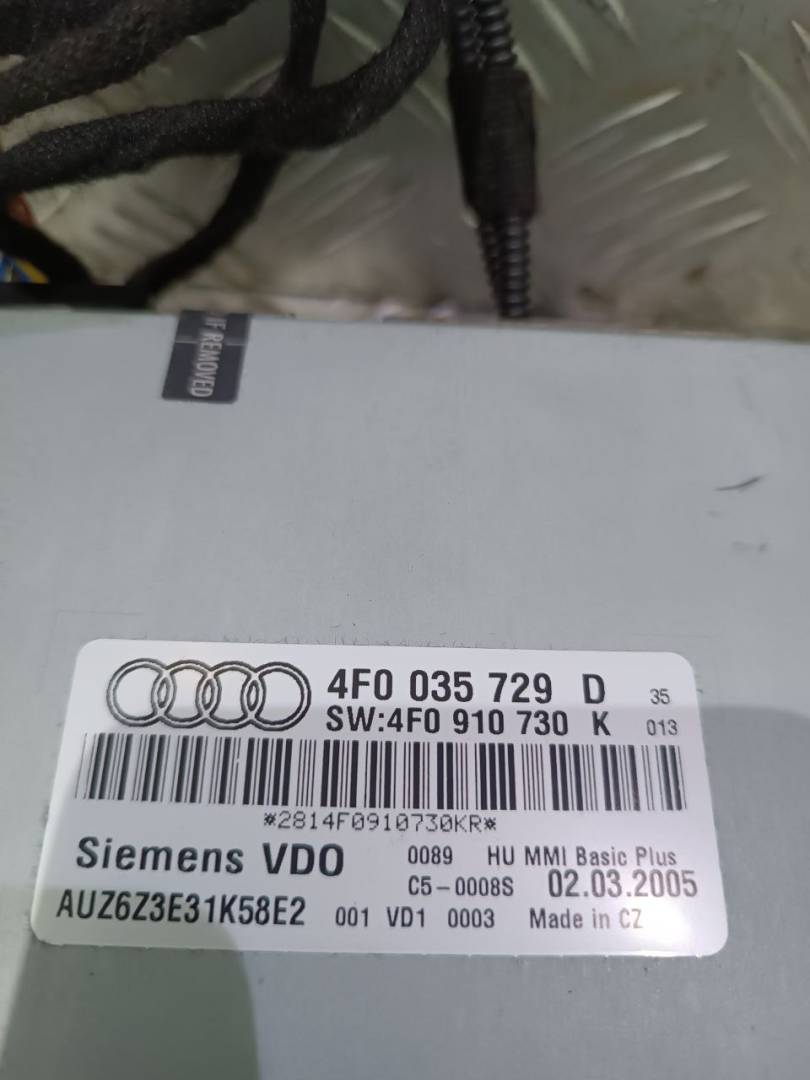 IF REMOVED
4F0 035 729 D 35
SW:4F0 910 730 K 013
*2814F0910730KR*
Siemens VDO 0089 HU MMI Basic Plus
C5-0008S 02.03.2005
AUZ6Z3E31K58E2 001 VD1 0003 Made in CZ